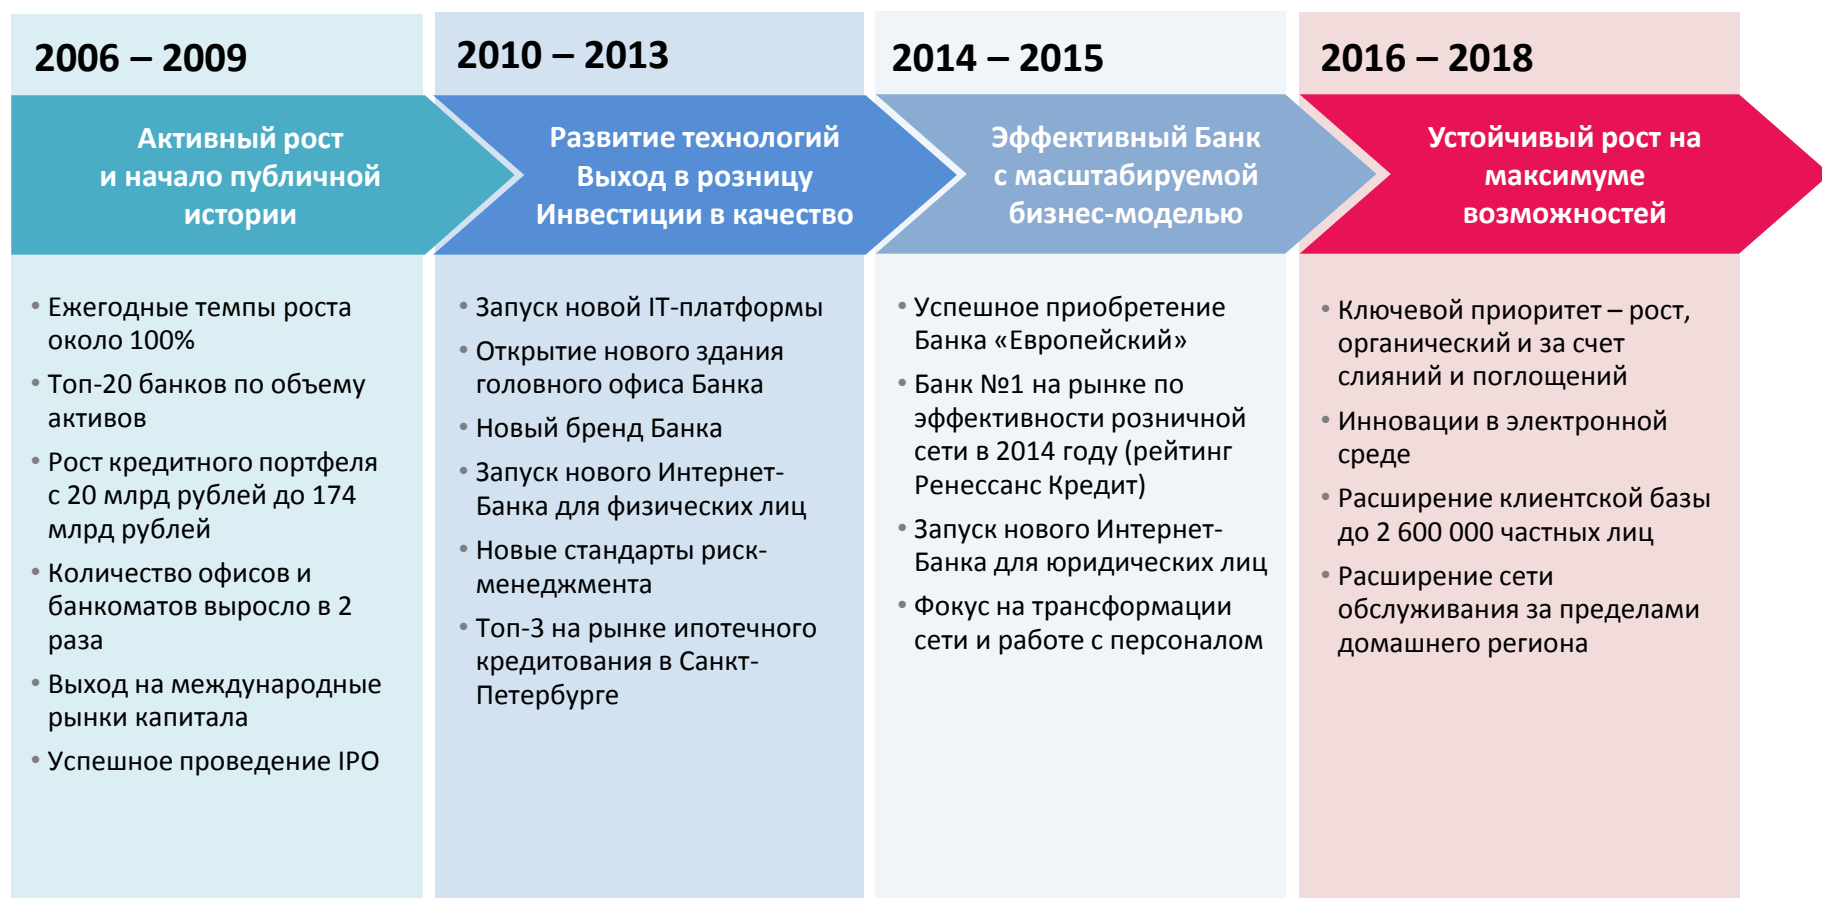 2006 – 2009
Активный рост
и начало публичной
истории
• Ежегодные темпы роста
около 100%
• Топ-20 банков по объему
активов
• Рост кредитного портфеля
с 20 млрд рублей до 174
млрд рублей
• Количество офисов и
банкоматов выросло в 2
раза
• Выход на международные
рынки капитала
• Успешное проведение IPO
2010 – 2013
Развитие технологий
Выход в розницу
Инвестиции в качество
• Запуск новой IT-платформы
• Открытие нового здания
головного офиса Банка
• Новый бренд Банка
• Запуск нового Интернет-
Банка для физических лиц
• Новые стандарты риск-
менеджмента
• Топ-3 на рынке ипотечного
кредитования в Санкт-
Петербурге
2014 – 2015
Эффективный Банк
с масштабируемой
бизнес-моделью
• Успешное приобретение
Банка «Европейский»
• Банк №1 на рынке по
эффективности розничной
сети в 2014 году (рейтинг
Ренессанс Кредит)
• Запуск нового Интернет-
Банка для юридических лиц
• Фокус на трансформации
сети и работе с персоналом
2016 – 2018
Устойчивый рост на
максимуме
возможностей
• Ключевой приоритет – рост,
органический и за счет
слияний и поглощений
• Инновации в электронной
среде
• Расширение клиентской базы
до 2 600 000 частных лиц
• Расширение сети
обслуживания за пределами
домашнего региона